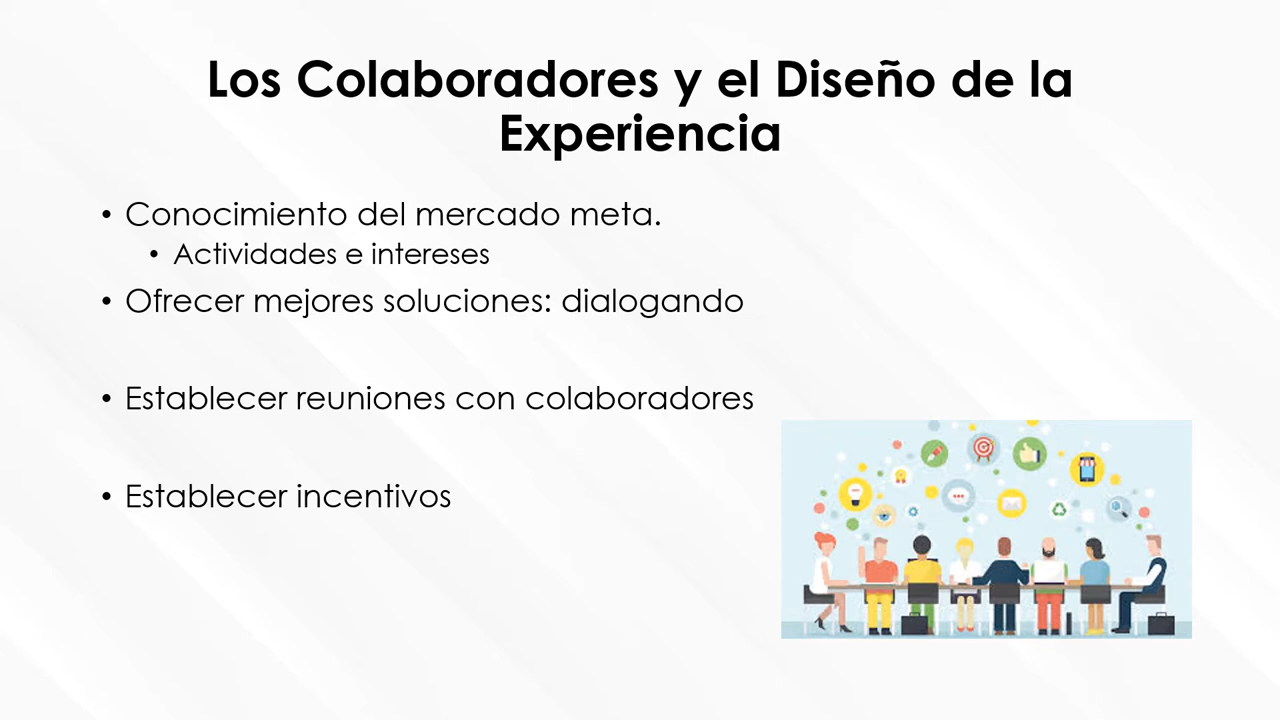 Los Colaboradores y el Diseño de la
Experiencia
• Conocimiento del mercado meta.
• Actividades e intereses
• Ofrecer mejores soluciones: dialogando
• Establecer reuniones con colaboradores
• Establecer incentivos